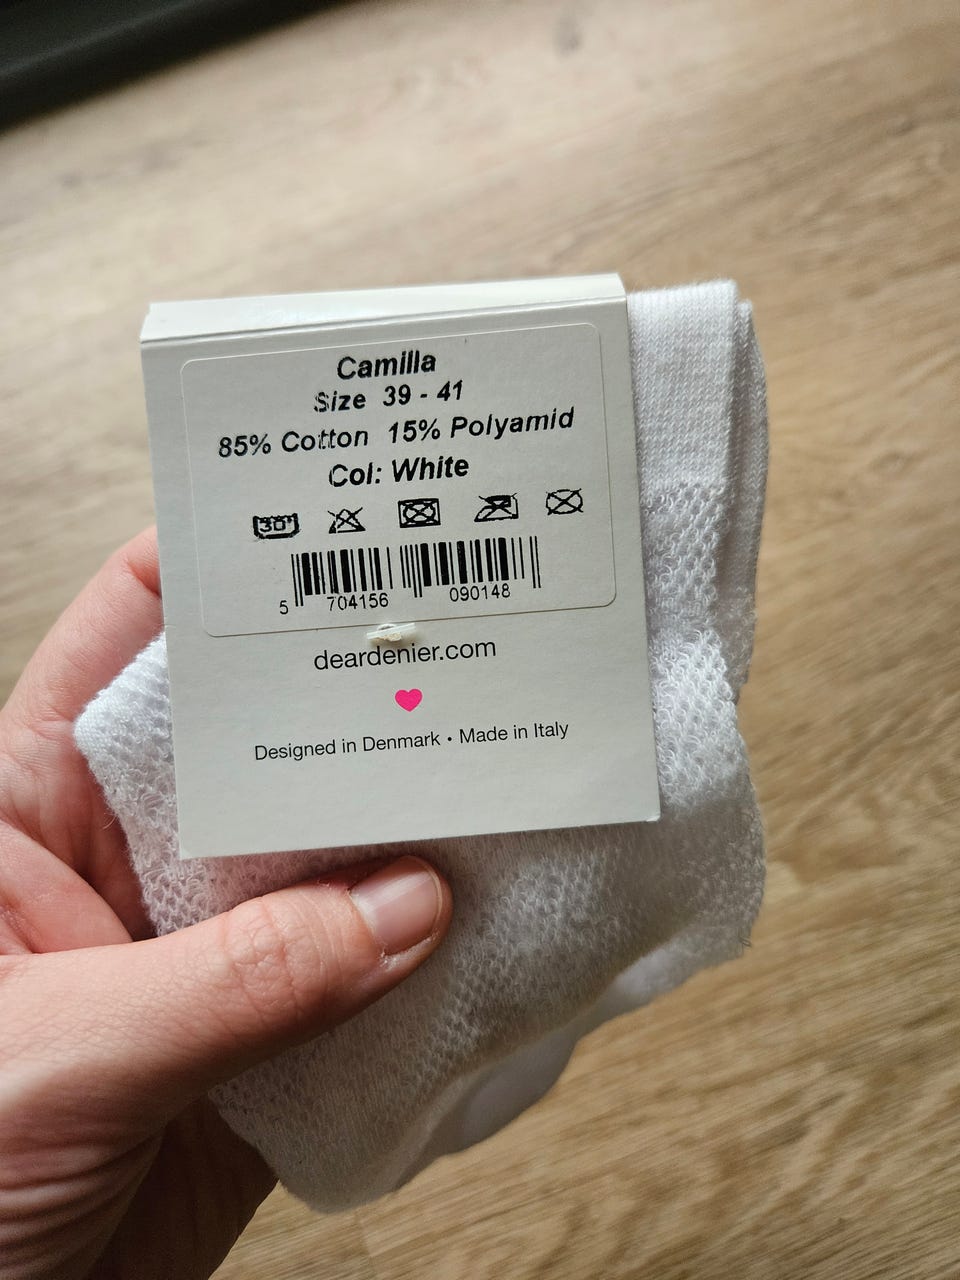 Camilla
Size 39 - 41
85% Cotton 15% Polyamid
Col: White
30°
5 704156 090148
deardenier.com
Designed in Denmark • Made in Italy